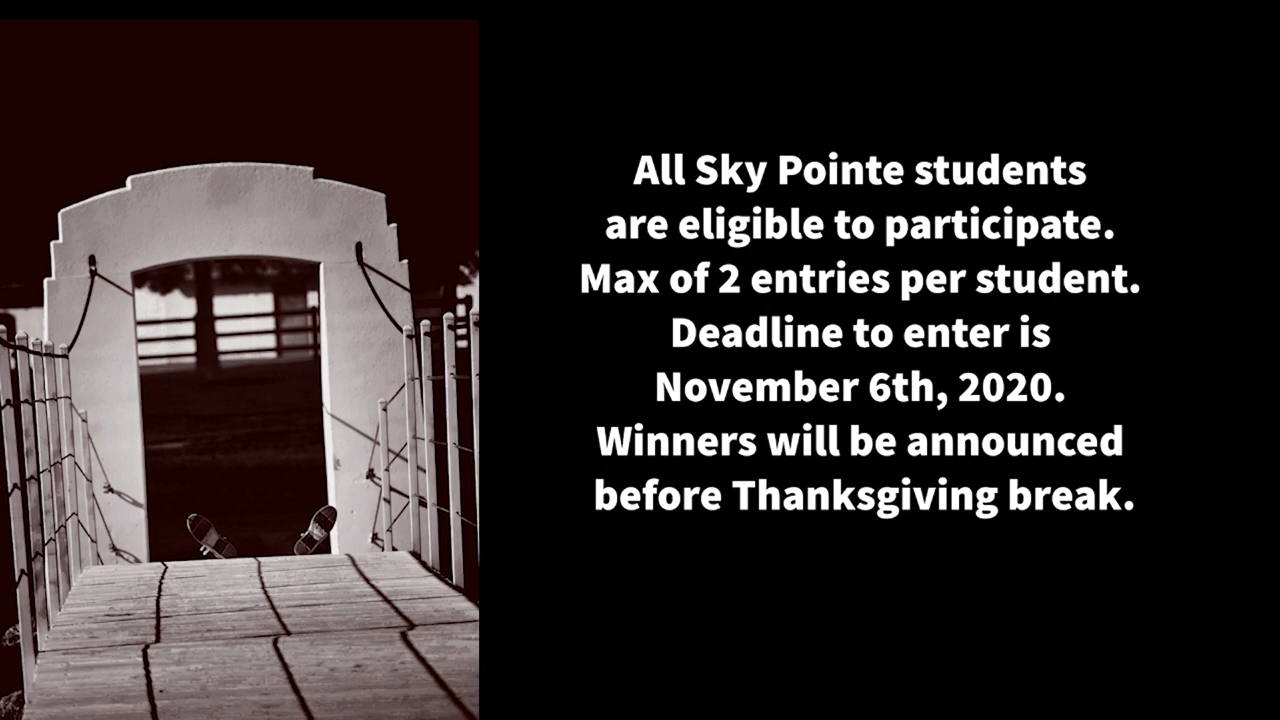 All Sky Pointe students
are eligible to participate.
Max of 2 entries per student.
Deadline to enter is
November 6th, 2020.
Winners will be announced
before Thanksgiving break.